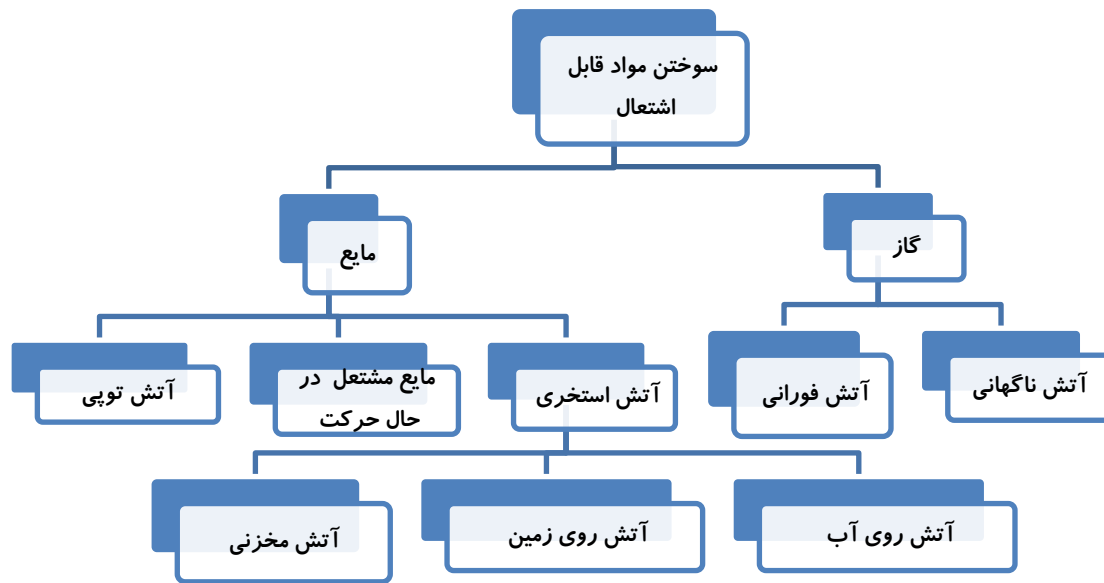 سوختن مواد قابل
اشتعال
گاز
مایع
آتش ناگهانی
آتش فورانی
آتش استخری
مایع مشتعل در
حال حرکت
آتش توپی
آتش روی آب
آتش روی زمین
آتش مخزنی